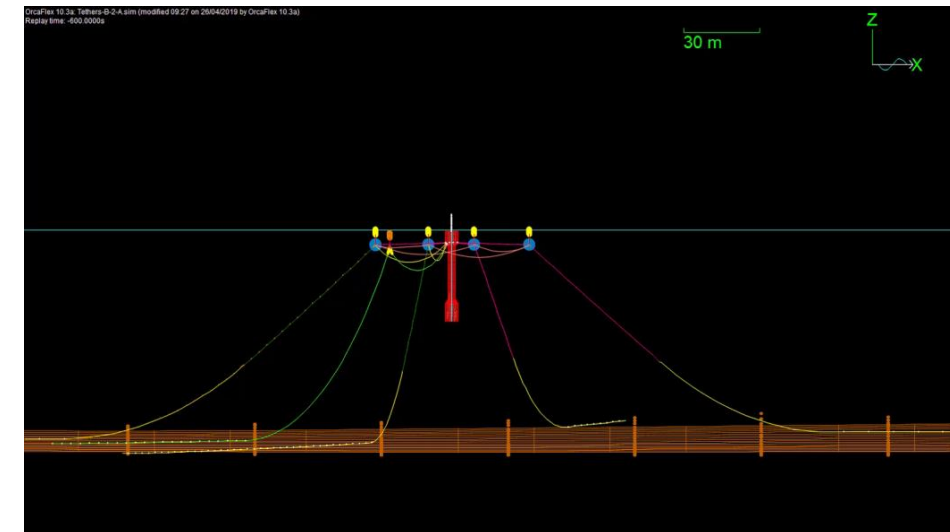 OrcaFlex 10.3a: Tethers-B-2-A.sim (modified 09:27 on 26/04/2019 by OrcaFlex 10.3a)
Replay time: -600.0000s
30 m
Z
X